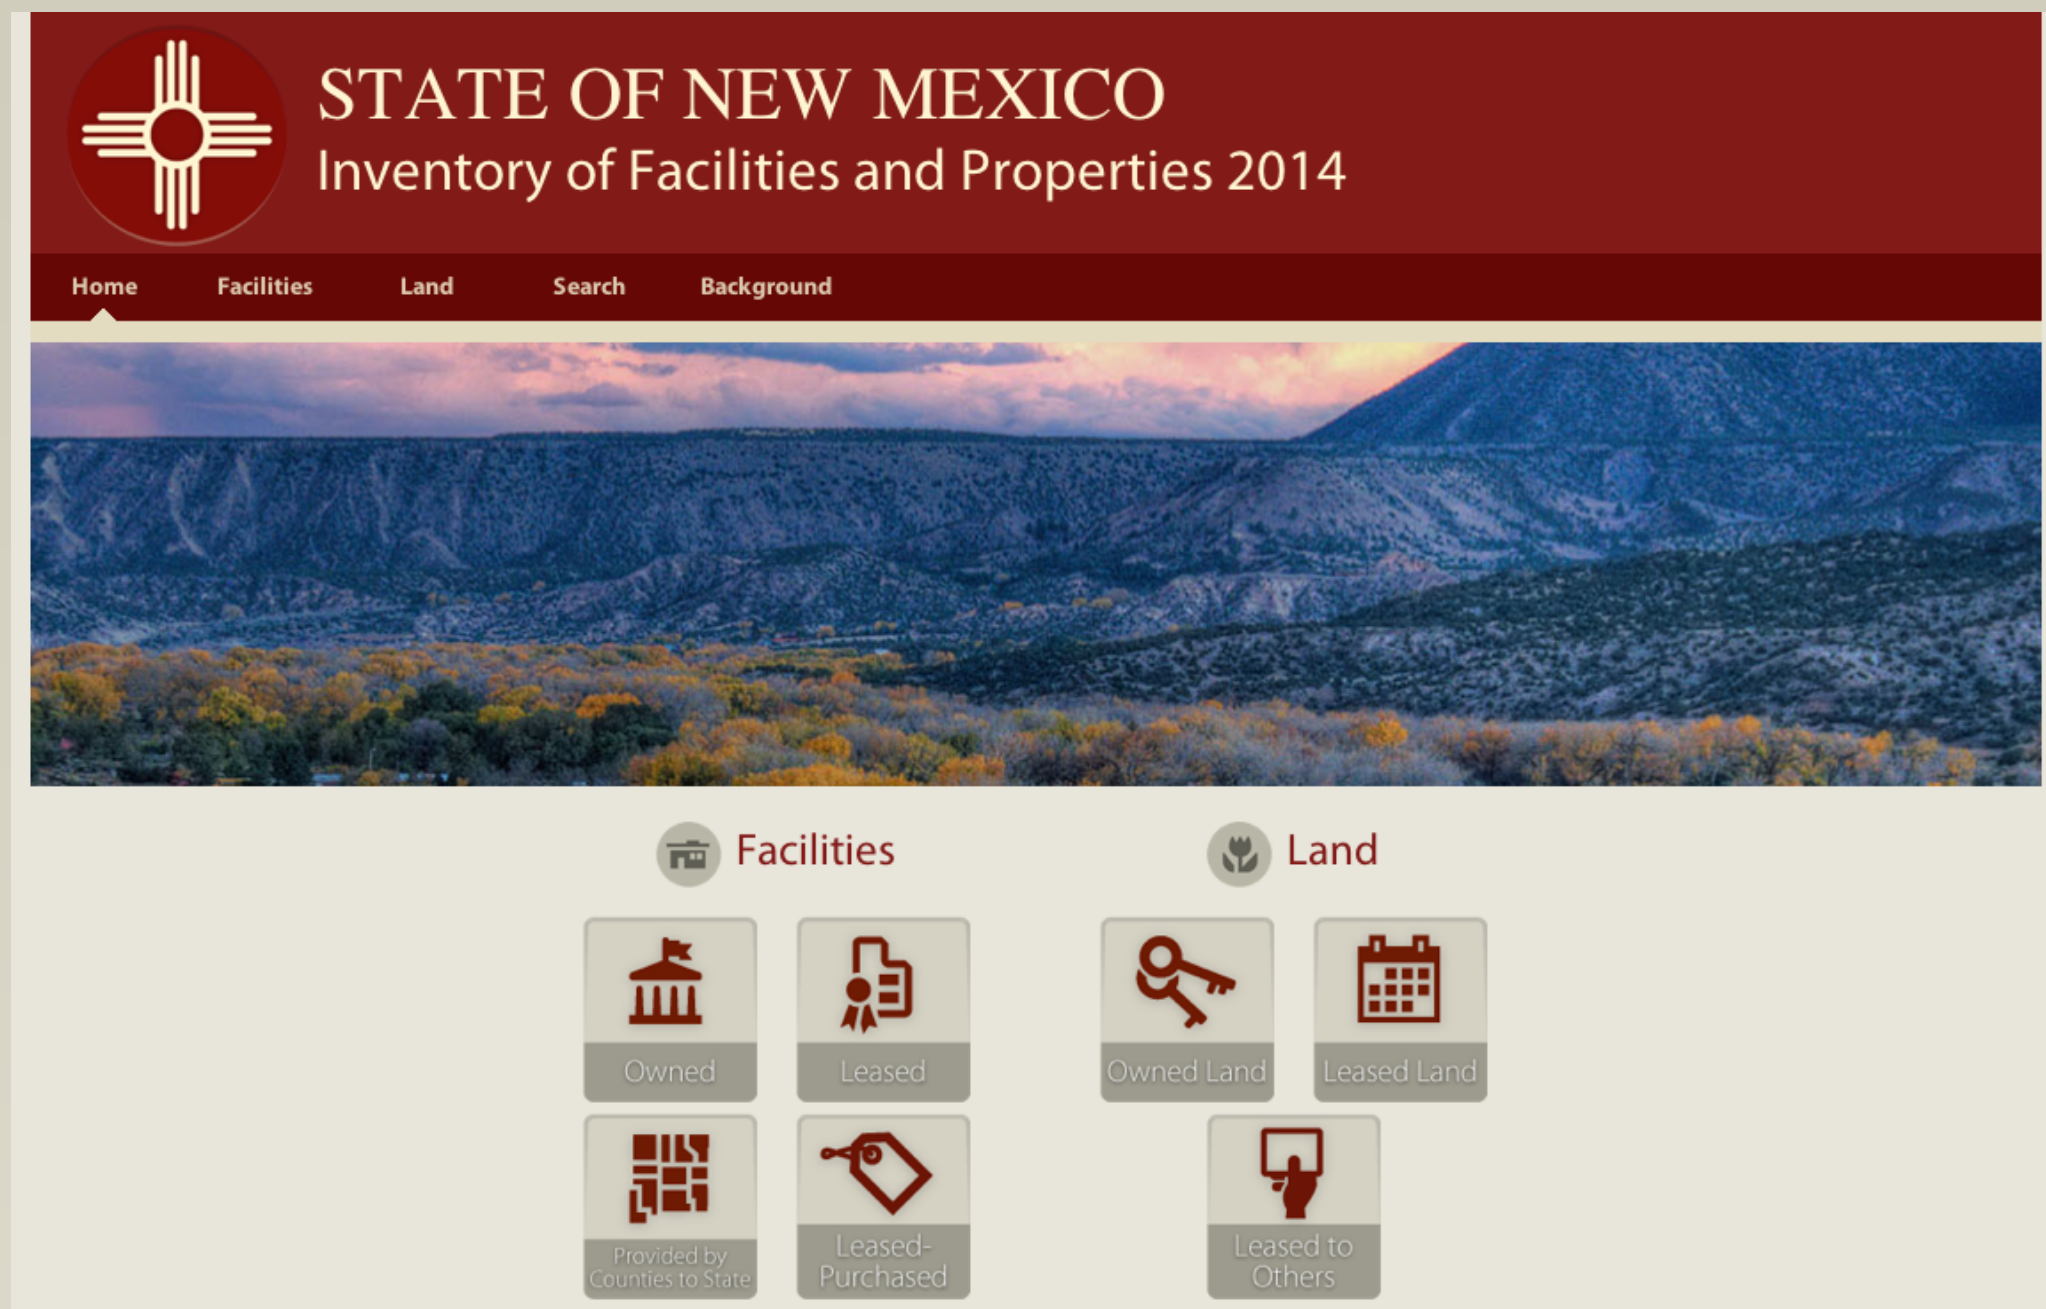 STATE OF NEW MEXICO
Inventory of Facilities and Properties 2014
Home Facilities Land Search Background
Facilities
Land
Owned
Leased
Owned Land
Leased Land
Provided by
Counties to State
Leased-
Purchased
Leased to
Others